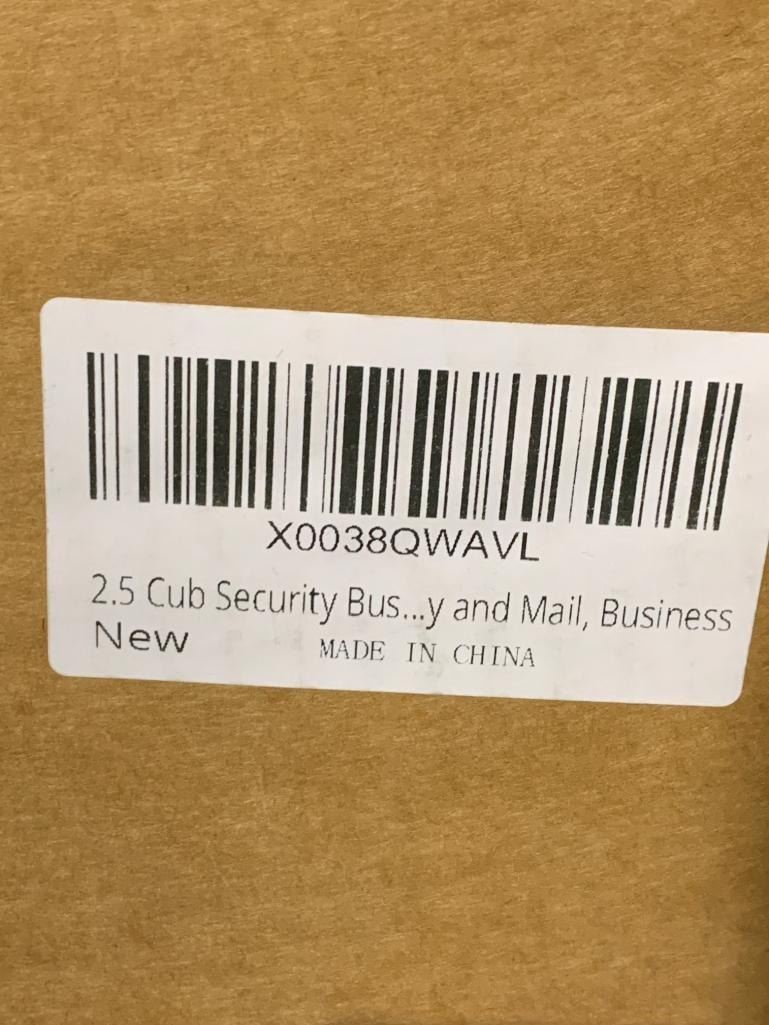 X0038QWAVL
2.5 Cub Security Bus...y and Mail, Business
New MADE IN CHINA